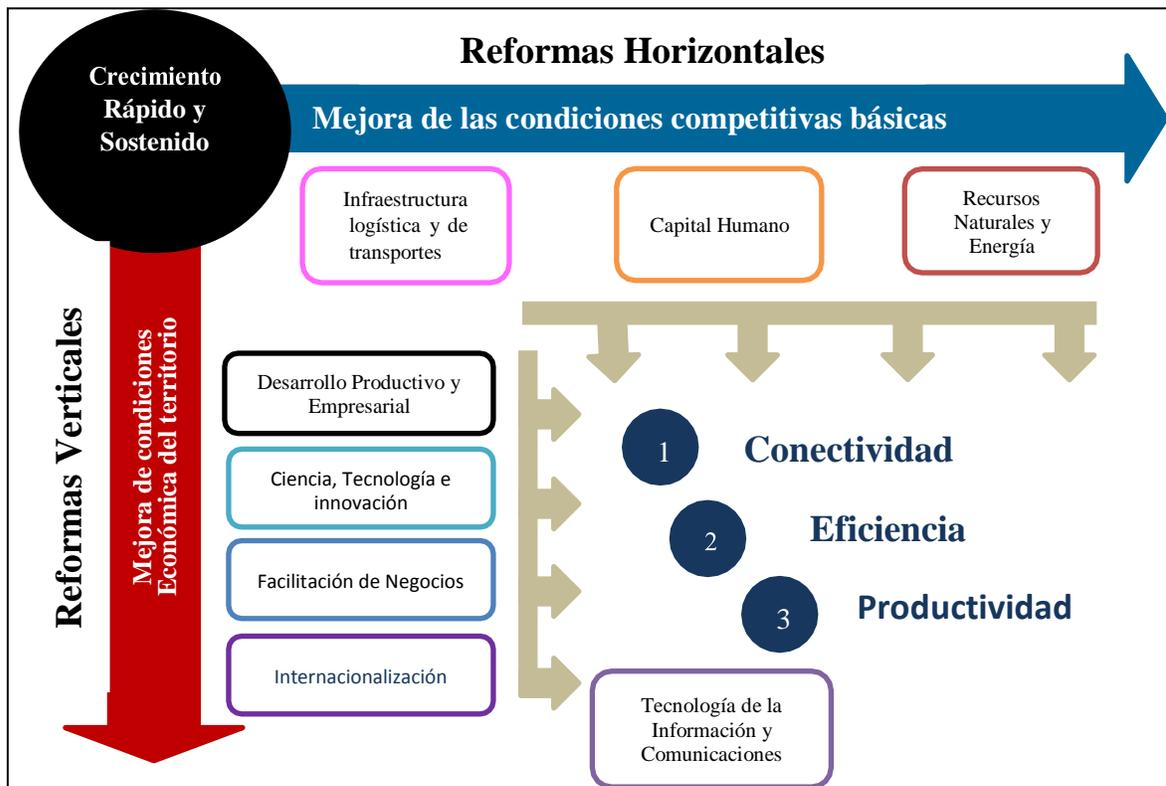 Crecimiento
Rápido y
Sostenido
Reformas Horizontales
Mejora de las condiciones competitivas básicas
Infraestructura
logística y de
transportes
Capital Humano
Recursos
Naturales y
Energía
Reformas Verticales
Mejora de condiciones
Económica del territorio
Desarrollo Productivo y
Empresarial
Ciencia, Tecnología e
innovación
Facilitación de Negocios
Internacionalización
1
Conectividad
2
Eficiencia
3
Productividad
Tecnología de la
Información y
Comunicaciones